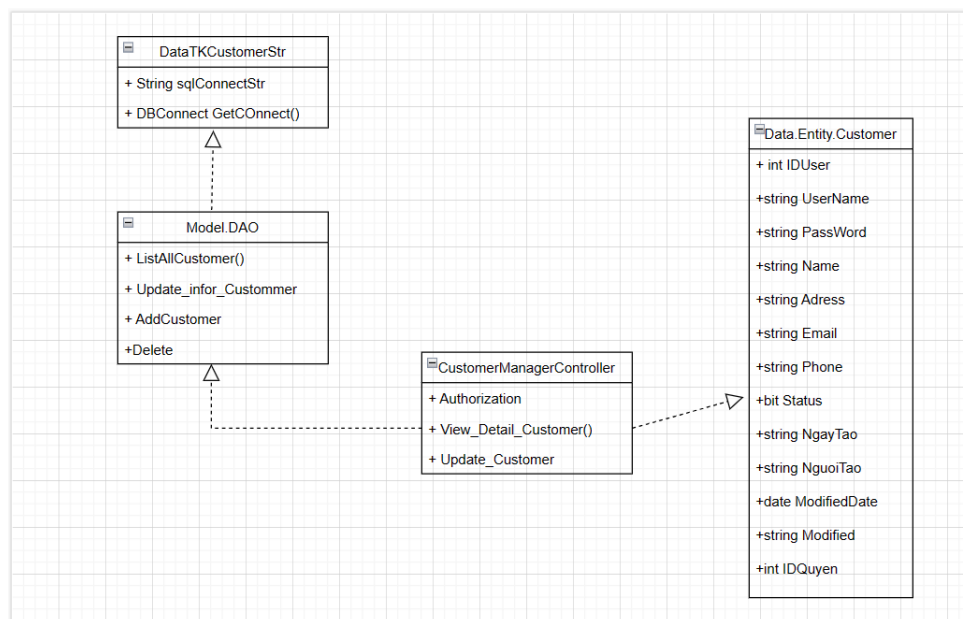 DataTKCustomerStr
+ String sqlConnectStr
+ DBConnect GetCOnnect()
Model.DAO
+ ListAllCustomer()
+ Update_infor_Custommer
+ AddCustomer
+Delete
CustomerManagerController
+ Authorization
+ View_Detail_Customer()
+ Update_Customer
Data.Entity.Customer
+ int IDUser
+string UserName
+string PassWord
+string Name
+string Adress
+string Email
+string Phone
+bit Status
+string NgayTao
+string NguoiTao
+date ModifiedDate
+string Modified
+int IDQuyen